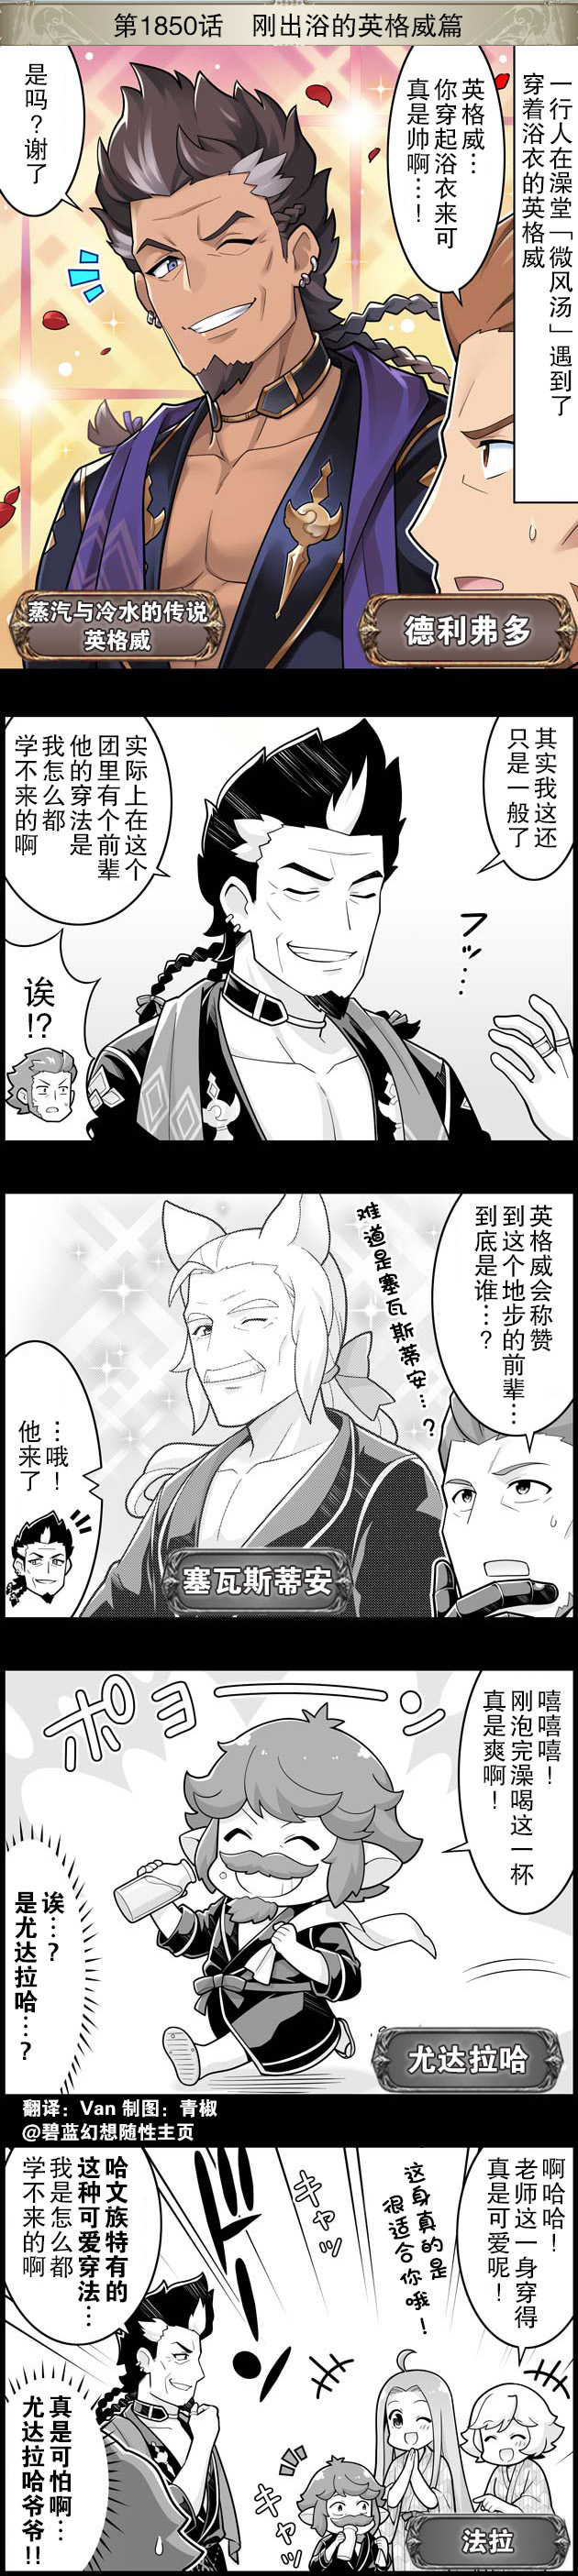 第1850话　刚出浴的英格威篇
一行人在澡堂「微风汤」遇到了
穿着浴衣的英格威
英格威…
你穿起浴衣来可
真是帅啊…！
是吗？谢了
蒸汽与冷水的传说
英格威
德利弗多
其实我这还
只是一般了
实际上在这个
团里有个前辈
他的穿法是
我怎么都
学不来的啊
フッ…
诶
!?
英格威会称赞
到这个地步的前辈…
到底是谁…？
难道是塞瓦斯蒂安…？
…哦！
他来了
塞瓦斯蒂安
ポヨーーン
嘻嘻嘻！
刚泡完澡喝这一杯
真是爽啊！
诶…？
是尤达拉哈…？
尤达拉哈
翻译：Van 制图：青椒
@碧蓝幻想随性主页
啊哈哈！
老师这一身穿得
真是可爱呢！
这身真的是
很适合你哦！
キャッ
キャッ
ドン
哈文族特有的
这种可爱穿法…
我是怎么都
学不来的啊
真是可怕啊…
尤达拉哈爷爷！！
法拉